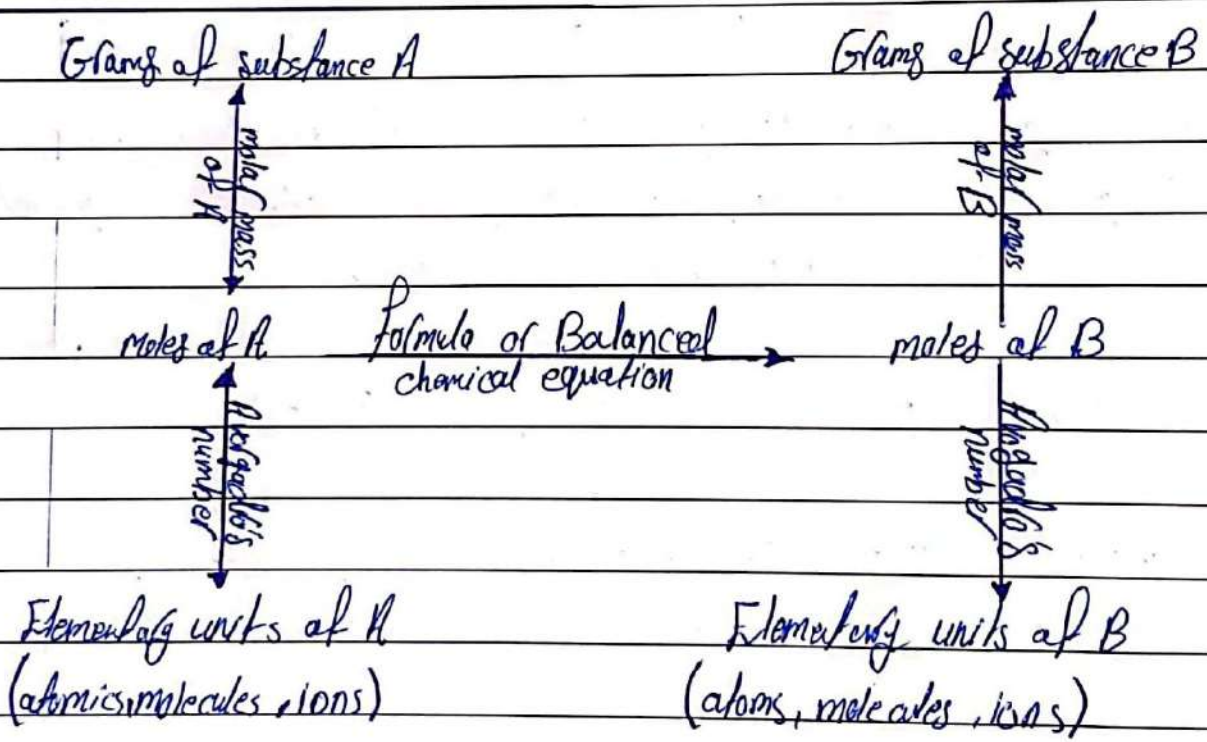 Grams of substance A
Grams of substance B
molar mass
of A
molar mass
of B
moles of A
formula or Balanced
chemical equation
moles of B
Avogadro's
number
Avogadro's
number
Elementary units of A
Elementary units of B
(atomics, molecules, ions)
(atoms, molecules, ions)